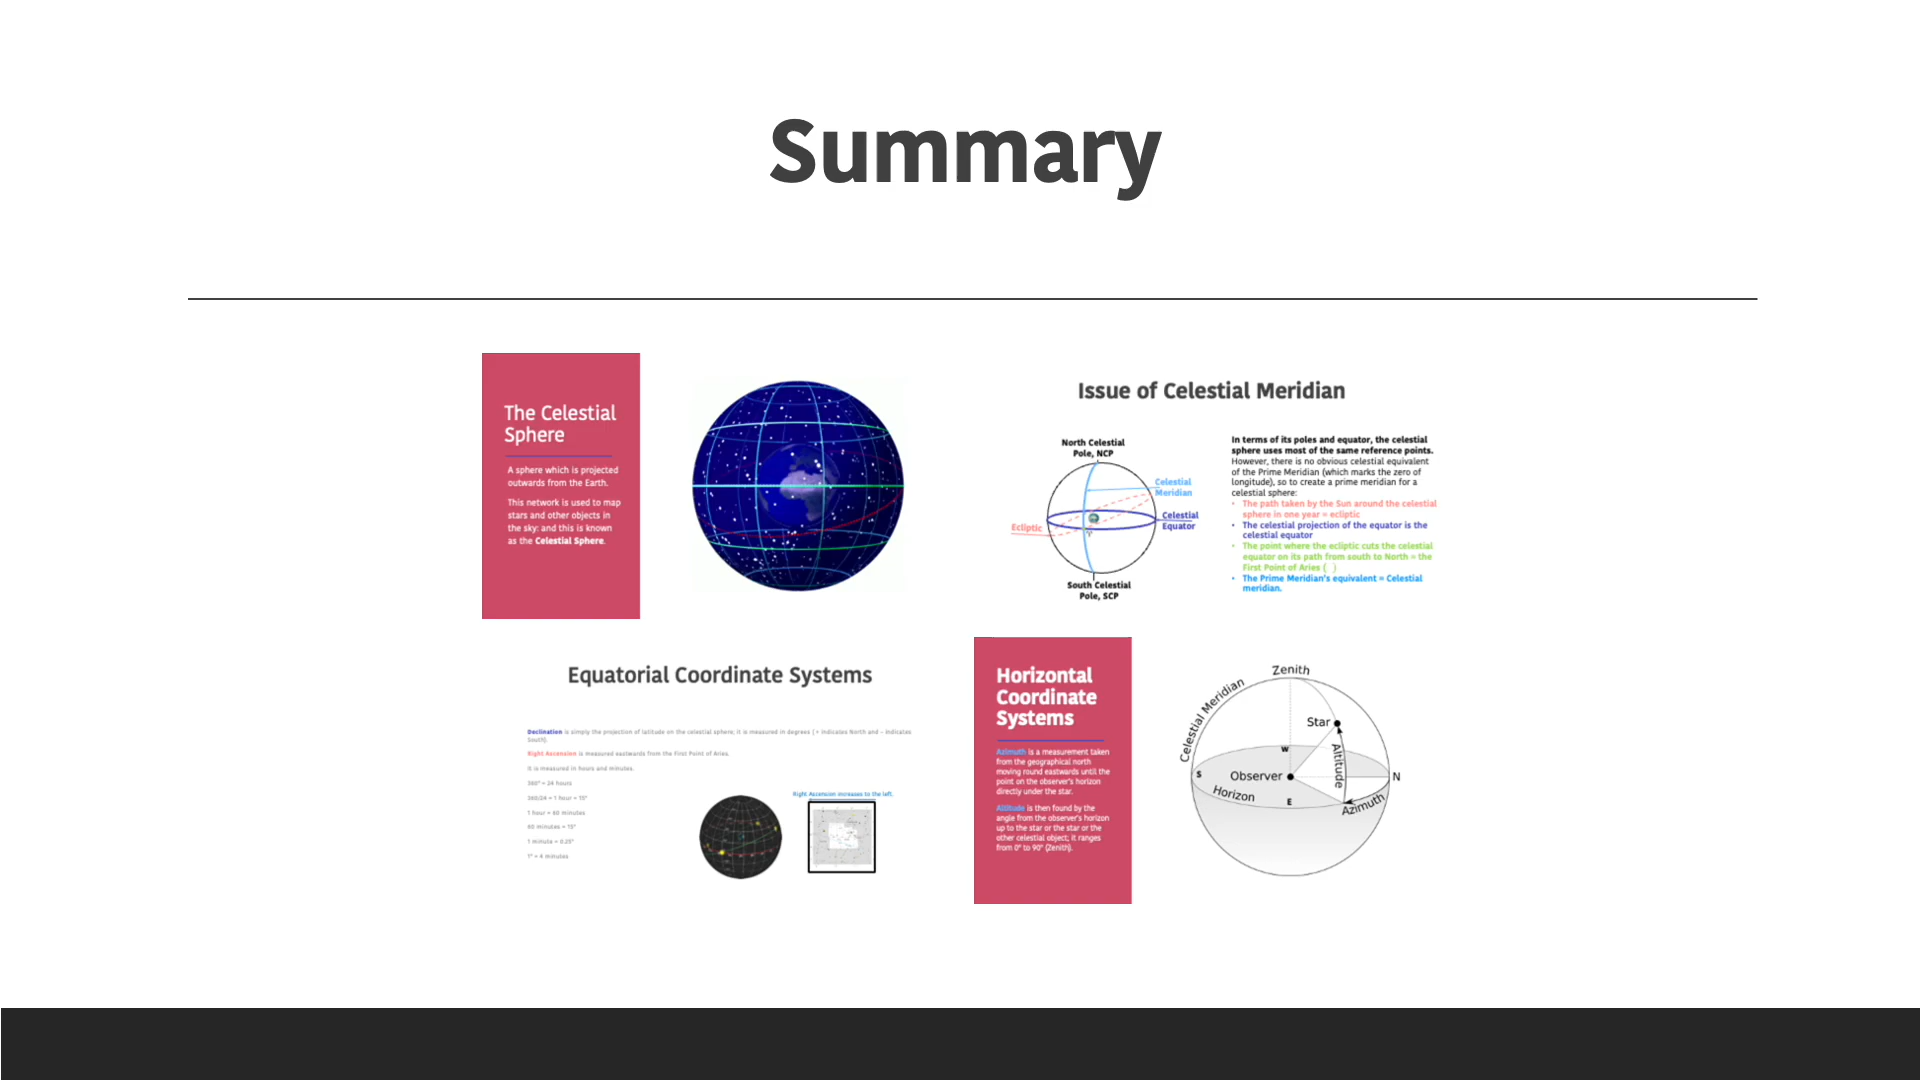 Summary
The Celestial
Sphere
A sphere which is projected
outwards from the Earth.
This network is used to map
stars and other objects in
the sky: and this is known
as the Celestial Sphere.
Issue of Celestial Meridian
North Celestial
Pole, NCP
Celestial
Meridian
Celestial
Equator
Ecliptic
South Celestial
Pole, SCP
In terms of its poles and equator, the celestial
sphere uses most of the same reference points.
However, there is no obvious celestial equivalent
of the Prime Meridian (which marks the zero of
longitude), so to create a prime meridian for a
celestial sphere:
• The path taken by the Sun around the celestial
sphere in one year = ecliptic
• The celestial projection of the equator is the
celestial equator
• The point where the ecliptic cuts the celestial
equator on its path from south to North = the
First Point of Aries ( )
• The Prime Meridian's equivalent = Celestial
meridian.
Equatorial Coordinate Systems
Declination is simply the projection of latitude on the celestial sphere; it is measured in degrees (+ indicates North and - indicates
South).
Right Ascension is measured eastwards from the First Point of Aries.
It is measured in hours and minutes.
360° = 24 hours
360/24 = 1 hour = 15°
1 hour = 60 minutes
60 minutes = 15°
1 minute = 0.25°
1° = 4 minutes
Right Ascension increases to the left.
Horizontal
Coordinate
Systems
Azimuth is a measurement taken
from the geographical north
moving round eastwards until the
point on the observer's horizon
directly under the star.
Altitude is then found by the
angle from the observer's horizon
up to the star or the star or the
other celestial object; it ranges
from 0° to 90° (Zenith).
Zenith
Celestial Meridian
Star
Altitude
W
S
Observer
N
Horizon
E
Azimuth